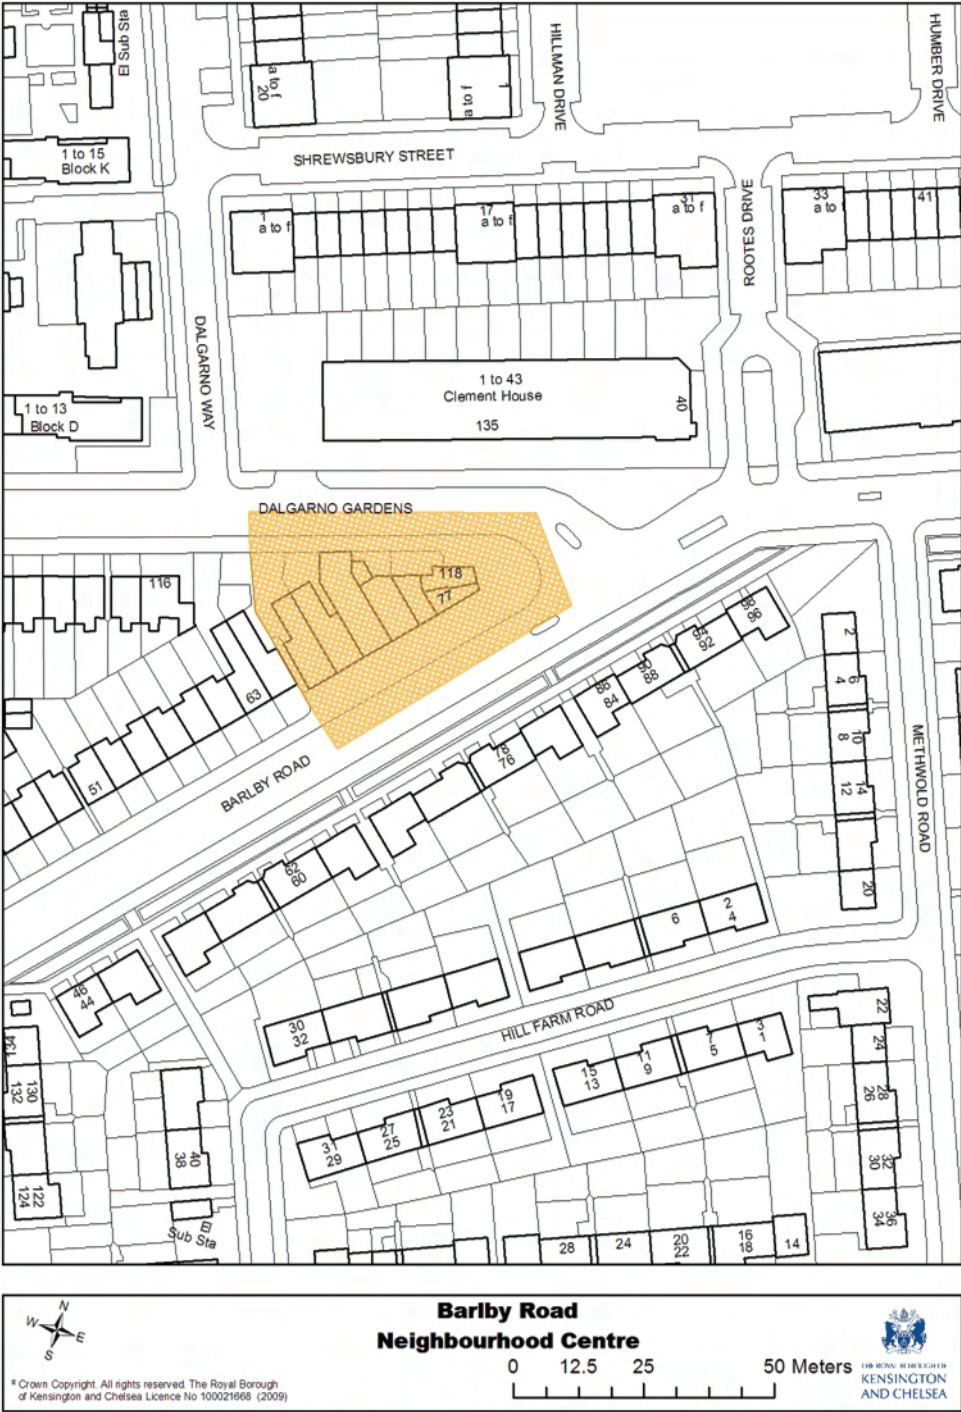 El Sub Sta
a to f
20
1
a to f
HILLMAN DRIVE
HUMBER DRIVE
1 to 15
Block K
SHREWSBURY STREET
1
a to f
17
a to f
31
a to f
ROOTES DRIVE
33
a to f
41
DALGARNO WAY
1 to 43
Clement House
135
40
1 to 13
Block D
DALGARNO GARDENS
116
118
77
63
51
BARLBY ROAD
98
96
94
92
90
88
86
84
78
76
62
60
46
44
2
6
4
10
8
14
12
20
METHWOLD ROAD
2
4
6
30
32
HILL FARM ROAD
22
24
28
26
32
30
36
34
3
1
7
5
11
9
15
13
19
17
23
21
27
25
31
29
134
130
132
122
124
40
38
El
Sub Sta
28
24
20
22
16
18
14
N
W
E
S
Barlby Road
Neighbourhood Centre
0 12.5 25 50 Meters
© Crown Copyright. All rights reserved. The Royal Borough
of Kensington and Chelsea Licence No 100021668 (2009)
THE ROYAL BOROUGH OF
KENSINGTON
AND CHELSEA